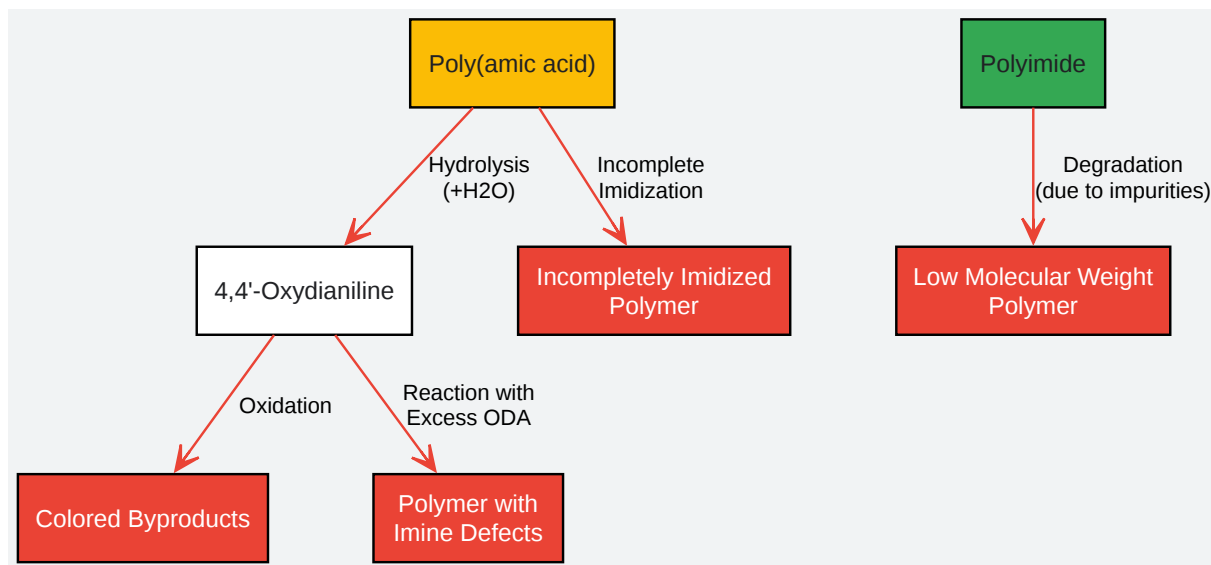 Poly(amic acid)
Polyimide
Hydrolysis
(+H2O)
Incomplete
Imidization
Degradation
(due to impurities)
4,4'-Oxydianiline
Incompletely Imidized
Polymer
Low Molecular Weight
Polymer
Oxidation
Reaction with
Excess ODA
Colored Byproducts
Polymer with
Imine Defects